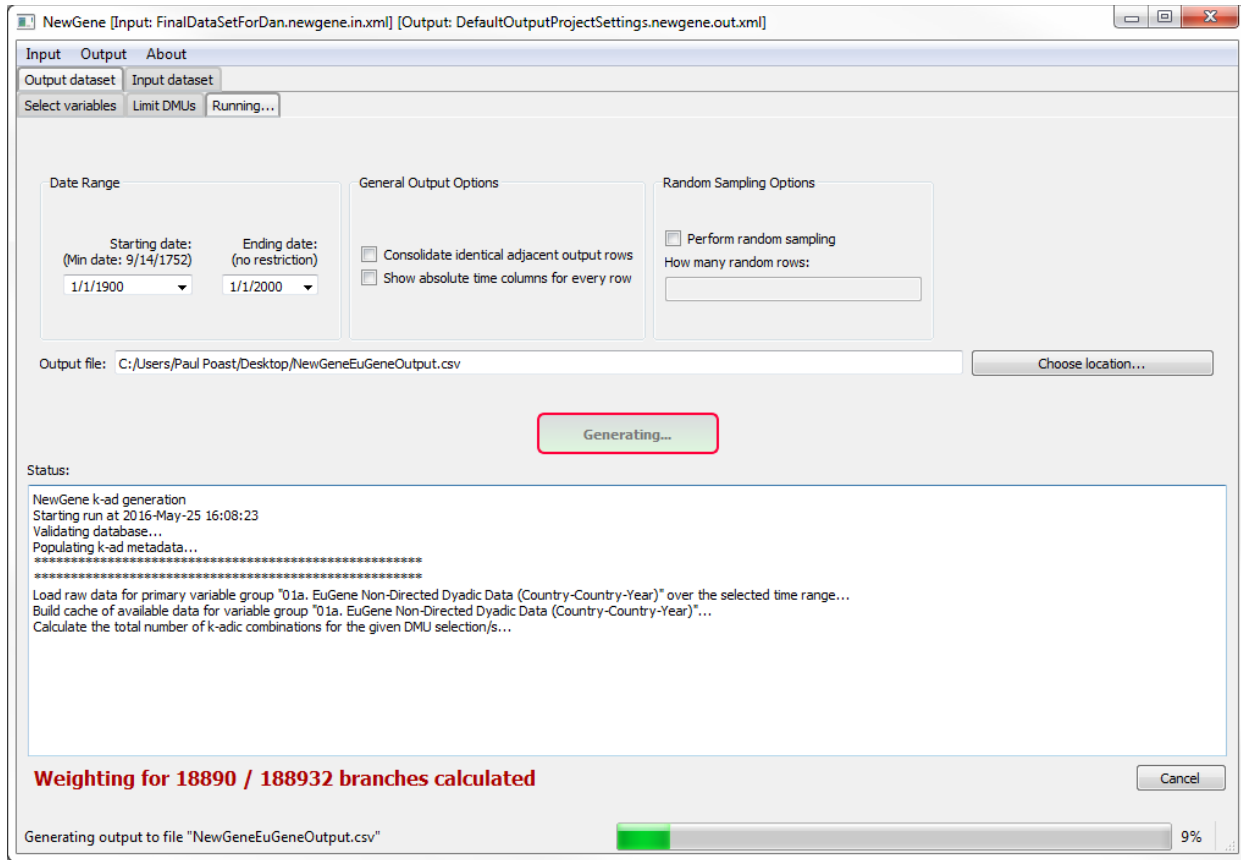 NewGene [Input: FinalDataSetForDan.newgene.in.xml] [Output: DefaultOutputProjectSettings.newgene.out.xml]
Input Output About
Output dataset Input dataset
Select variables Limit DMUs Running...
Date Range
General Output Options
Random Sampling Options
Starting date:
(Min date: 9/14/1752)
1/1/1900
Ending date:
(no restriction)
1/1/2000
Consolidate identical adjacent output rows
Show absolute time columns for every row
Perform random sampling
How many random rows:
Output file: C:/Users/Paul Poast/Desktop/NewGeneEuGeneOutput.csv Choose location...
Generating...
Status:
NewGene k-ad generation
Starting run at 2016-May-25 16:08:23
Validating database...
Populating k-ad metadata...
*****************************************************
*****************************************************
Load raw data for primary variable group "01a. EuGene Non-Directed Dyadic Data (Country-Country-Year)" over the selected time range...
Build cache of available data for variable group "01a. EuGene Non-Directed Dyadic Data (Country-Country-Year)"...
Calculate the total number of k-adic combinations for the given DMU selection/s...
Weighting for 18890 / 188932 branches calculated
Cancel
Generating output to file "NewGeneEuGeneOutput.csv" 9%